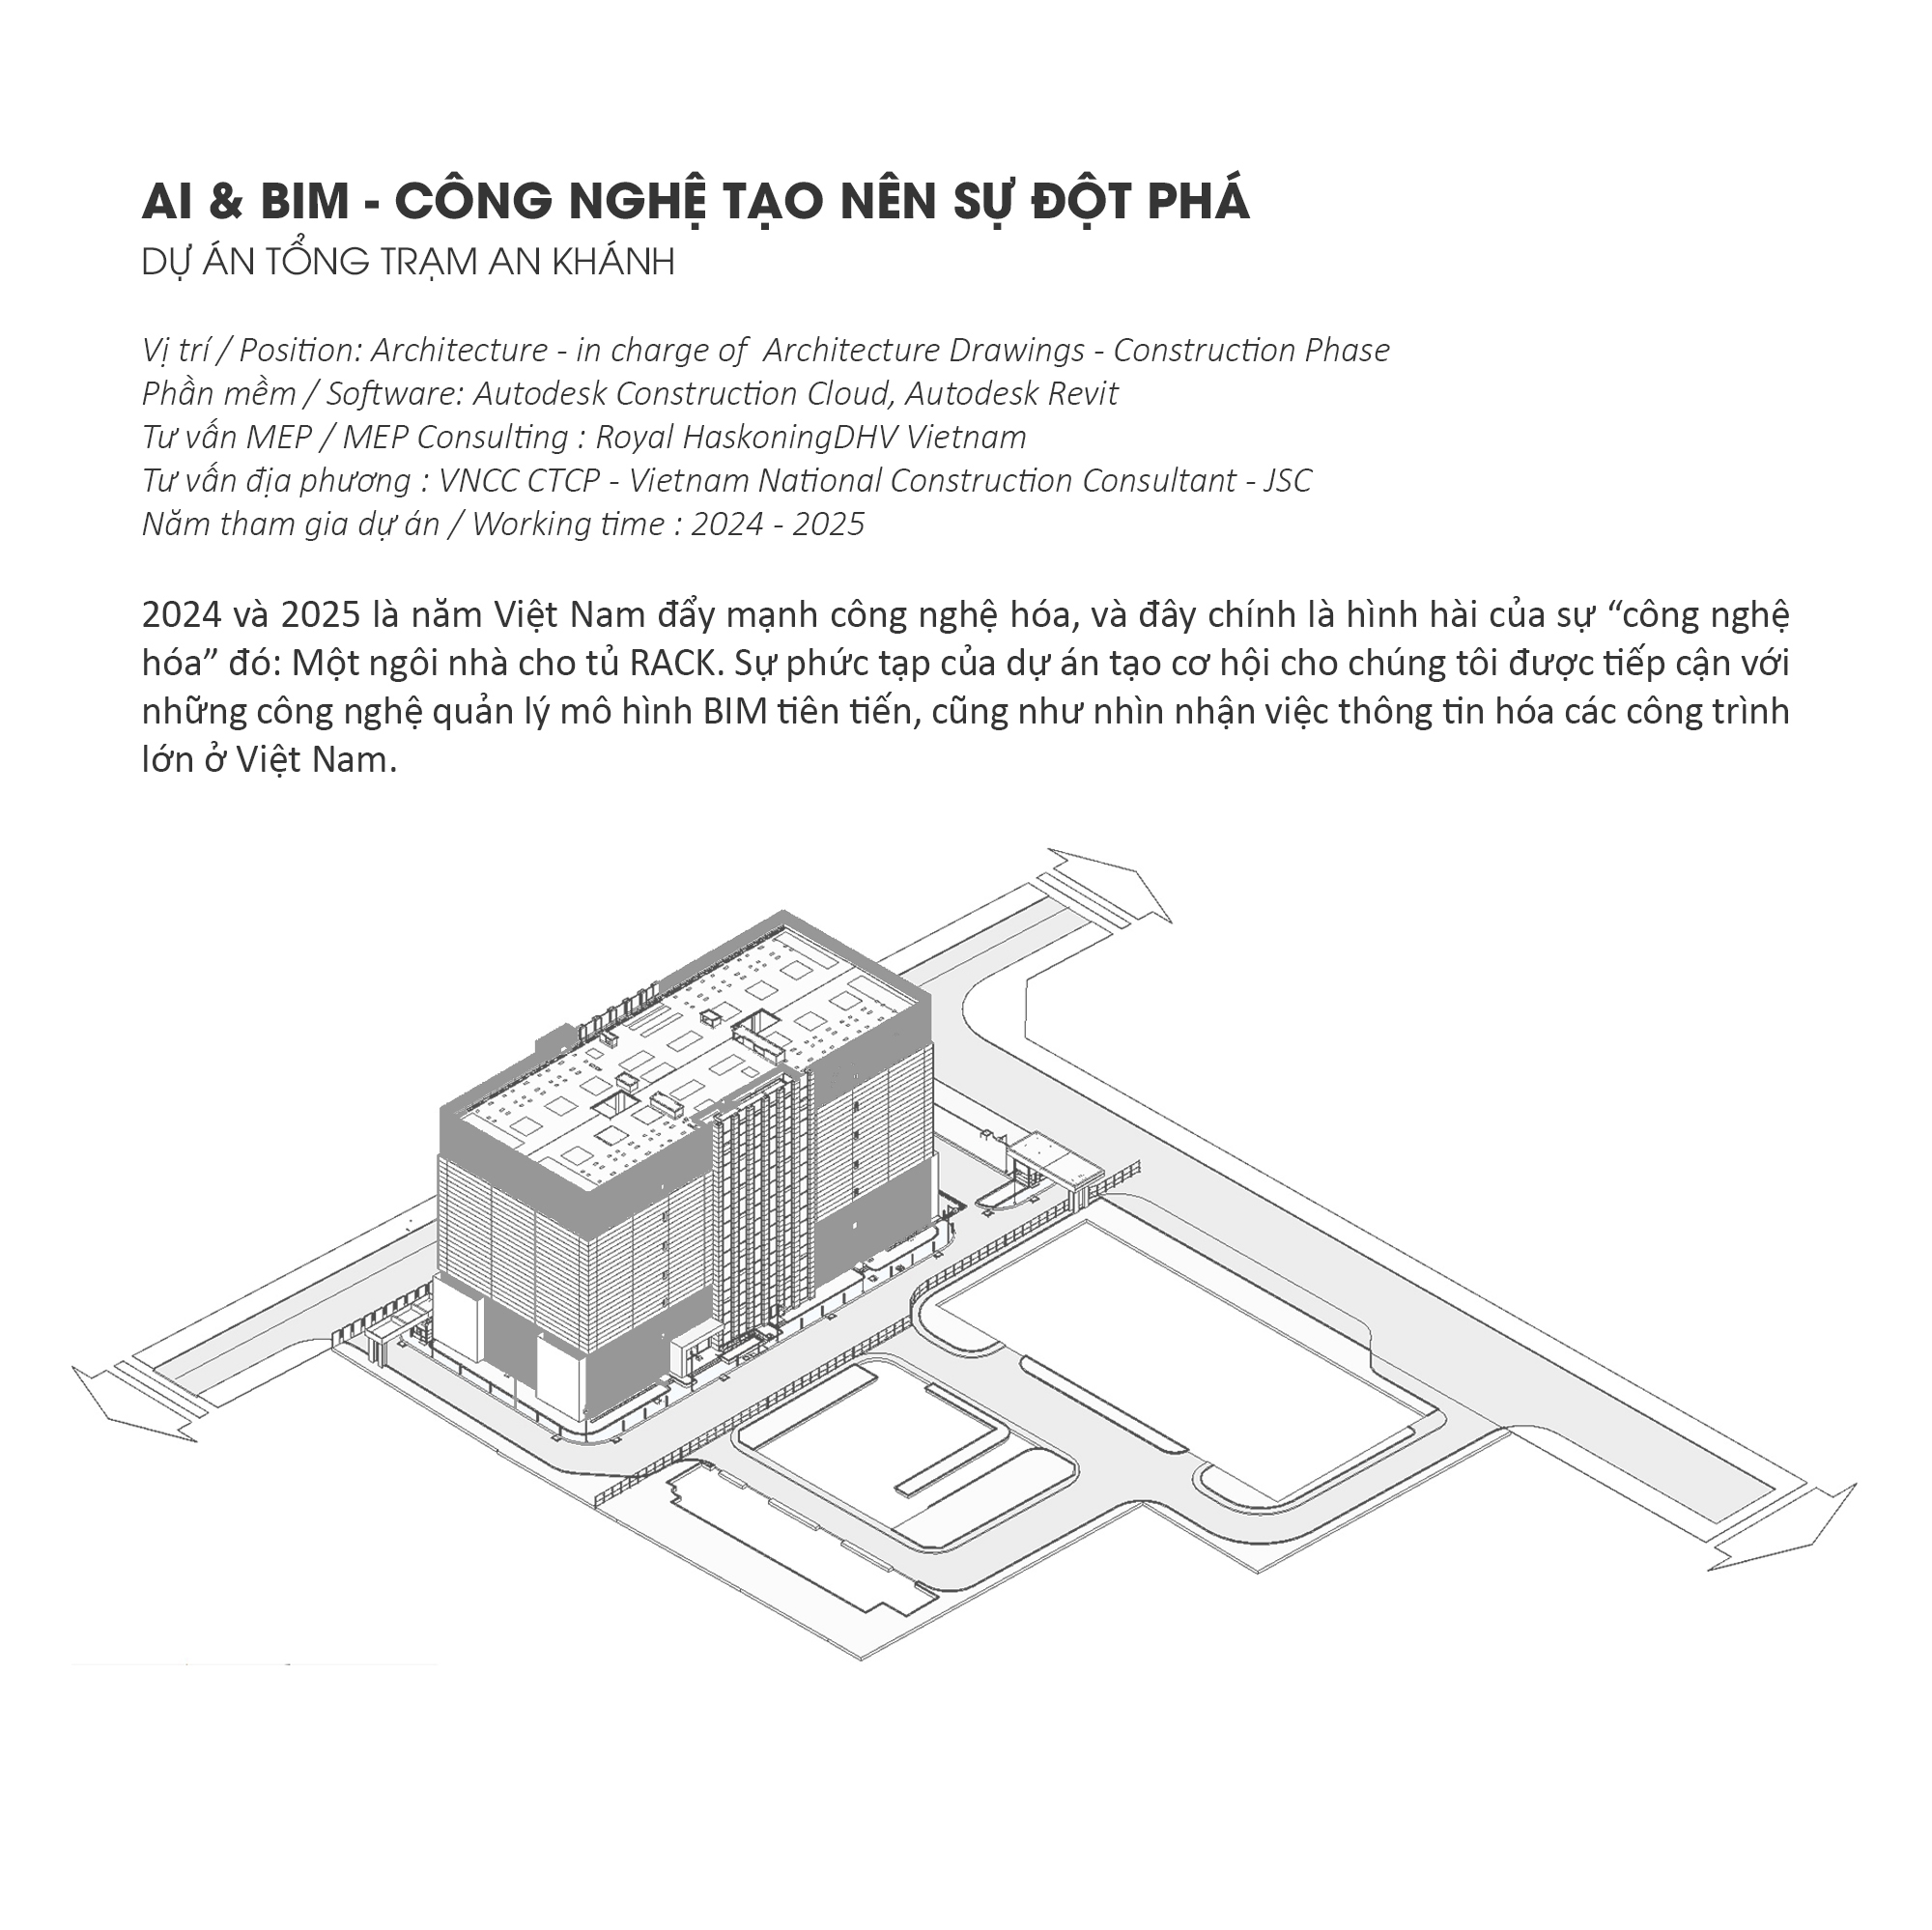 AI & BIM - CÔNG NGHỆ TẠO NÊN SỰ ĐỘT PHÁ
DỰ ÁN TỔNG TRẠM AN KHÁNH
Vị trí / Position: Architecture - in charge of  Architecture Drawings - Construction Phase
Phần mềm / Software: Autodesk Construction Cloud, Autodesk Revit
Tư vấn MEP / MEP Consulting : Royal HaskoningDHV Vietnam
Tư vấn địa phương : VNCC CTCP - Vietnam National Construction Consultant - JSC
Năm tham gia dự án / Working time : 2024 - 2025
2024 và 2025 là năm Việt Nam đẩy mạnh công nghệ hóa, và đây chính là hình hài của sự “công nghệ
hóa” đó: Một ngôi nhà cho tủ RACK. Sự phức tạp của dự án tạo cơ hội cho chúng tôi được tiếp cận với
những công nghệ quản lý mô hình BIM tiên tiến, cũng như nhìn nhận việc thông tin hóa các công trình
lớn ở Việt Nam.